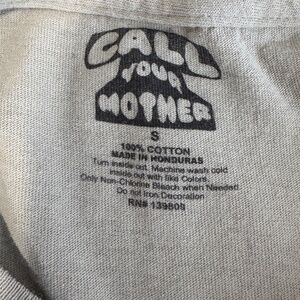 CALL
YOUR
MOTHER
S
100% COTTON
MADE IN HONDURAS
Turn inside out. Machine wash cold
inside out with like Colors.
Only Non-Chlorine Bleach when Needed.
Do not Iron Decoration
RN# 139808